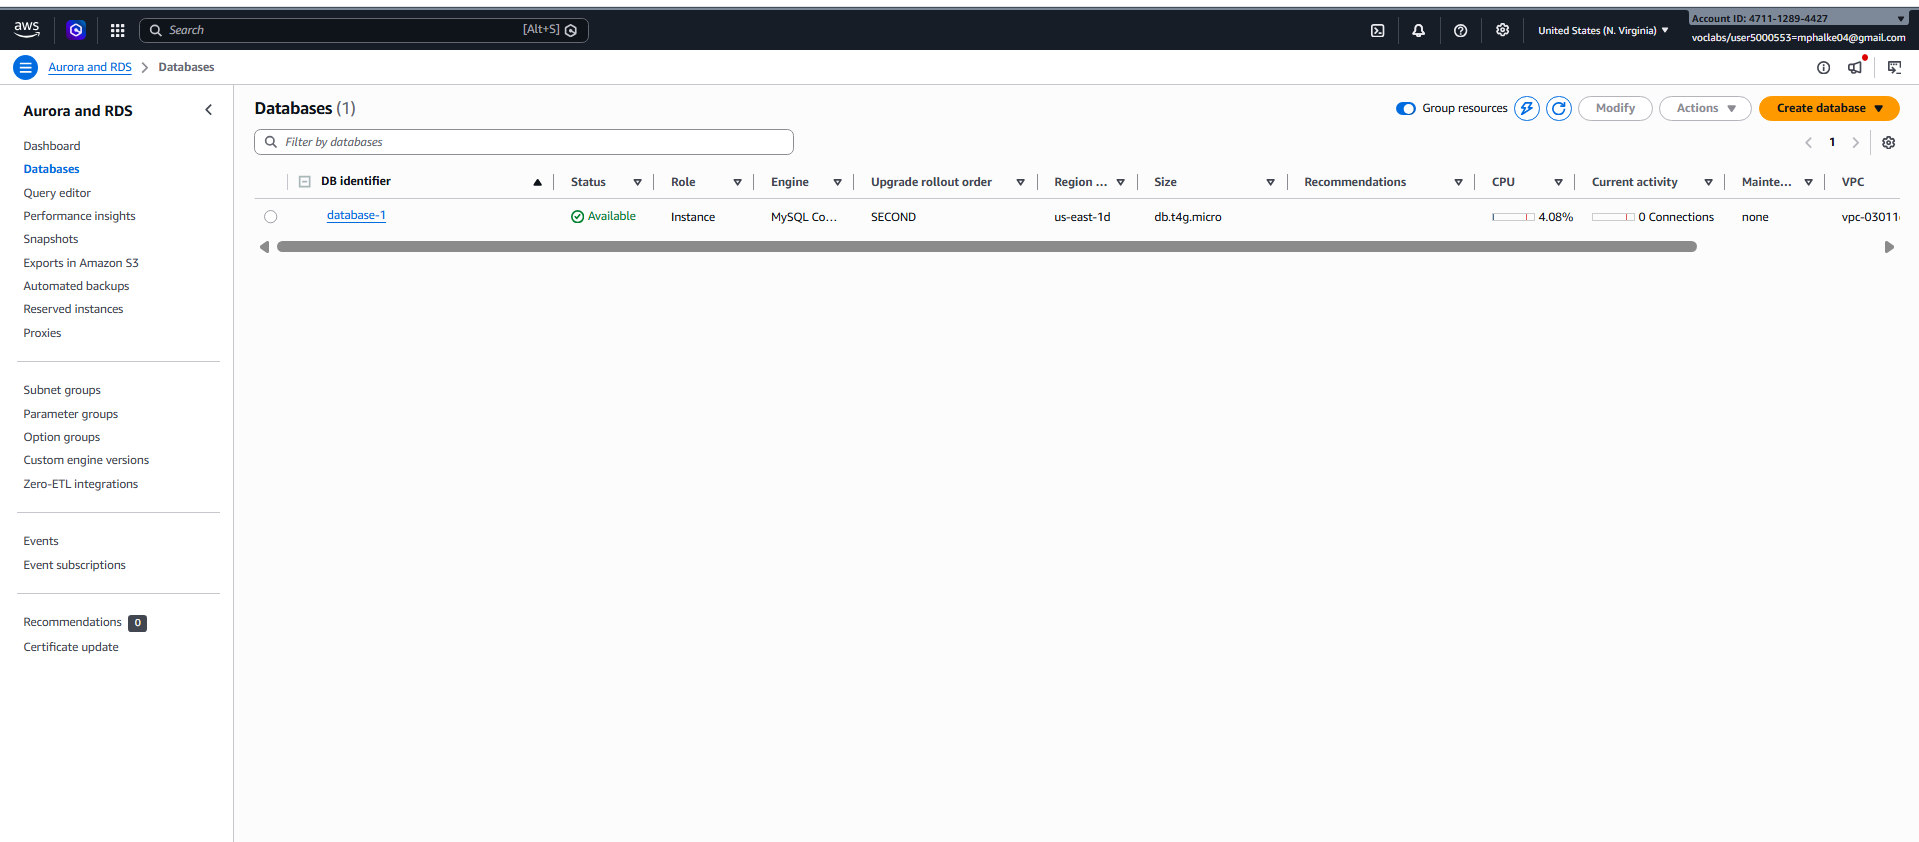 aws
Search
[Alt+S]
United States (N. Virginia)
Account ID: 4711-1289-4427
voclabs/user5000553=mphalke04@gmail.com
Aurora and RDS
Databases
Aurora and RDS
Dashboard
Databases
Query editor
Performance insights
Snapshots
Exports in Amazon S3
Automated backups
Reserved instances
Proxies
Subnet groups
Parameter groups
Option groups
Custom engine versions
Zero-ETL integrations
Events
Event subscriptions
Recommendations 0
Certificate update
Databases (1)
Group resources
Modify
Actions
Create database
Filter by databases
1
DB identifier Status Role Engine Upgrade rollout order Region ... Size Recommendations CPU Current activity Mainte... VPC
database-1 Available Instance MySQL Co... SECOND us-east-1d db.t4g.micro 4.08% 0 Connections none vpc-03011